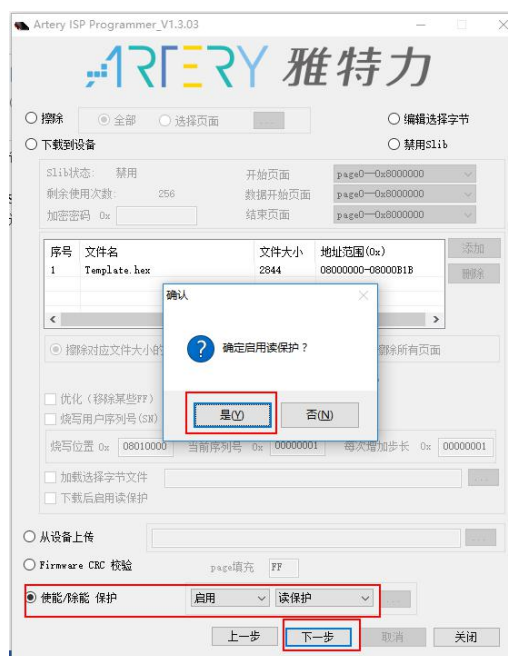 Artery ISP Programmer_V1.3.03
ARTERY 雅特力
擦除 全部 选择页面 ... 编辑选择字节
下载到设备 禁用Slib
Slib状态: 禁用 开始页面 page0—0x8000000
剩余使用次数: 256 数据开始页面 page0—0x8000000
加密密码 0x 结束页面 page0—0x8000000
序号 文件名 文件大小 地址范围(0x) 添加
1 Template.hex 2844 08000000-08000B1B 删除
确认
确定启用读保护？
是(Y) 否(N)
擦除对应文件大小的 擦除所有页面
优化 (移除某些FF)
烧写用户序列号(SN)
烧写位置 0x 08010000 当前序列号 0x 00000001 每次增加步长 0x 00000001
加载选择字节文件 ...
下载后启用读保护
从设备上传 ...
Firmware CRC 校验 page填充 FF
使能/除能 保护 启用 读保护 ...
上一步 下一步 取消 关闭